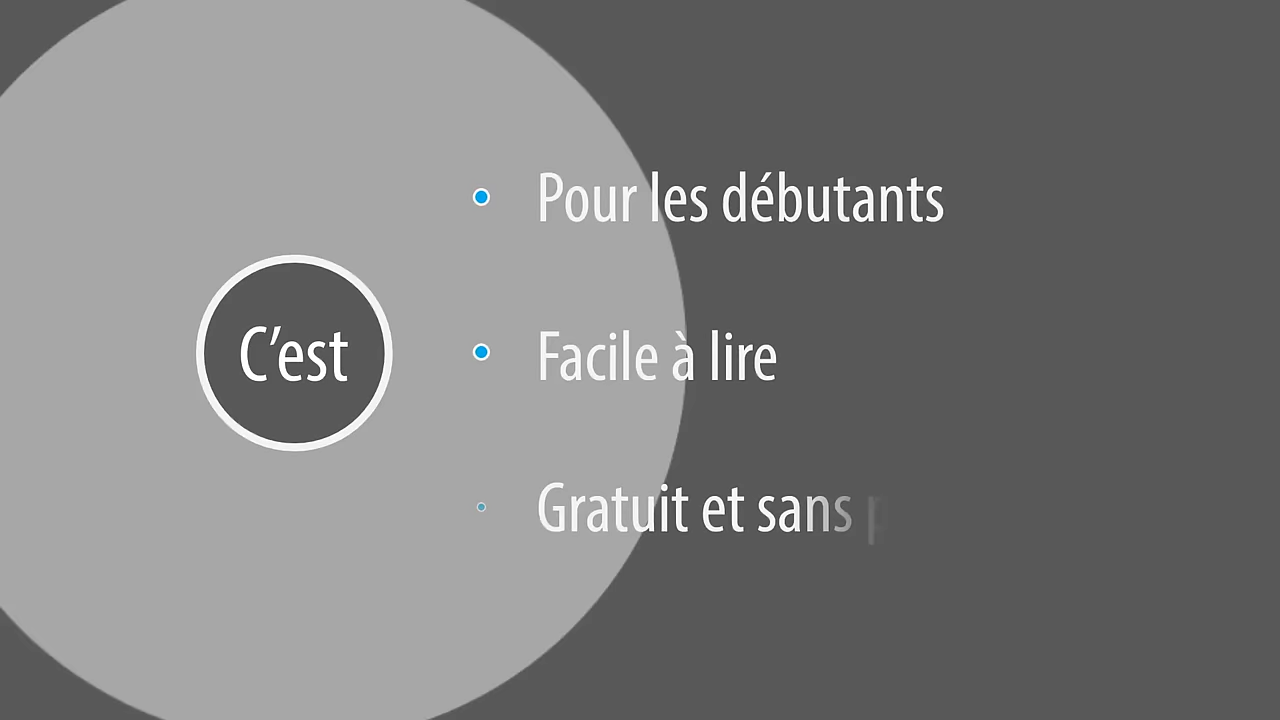 C’est
Pour les débutants
Facile à lire
Gratuit et sans